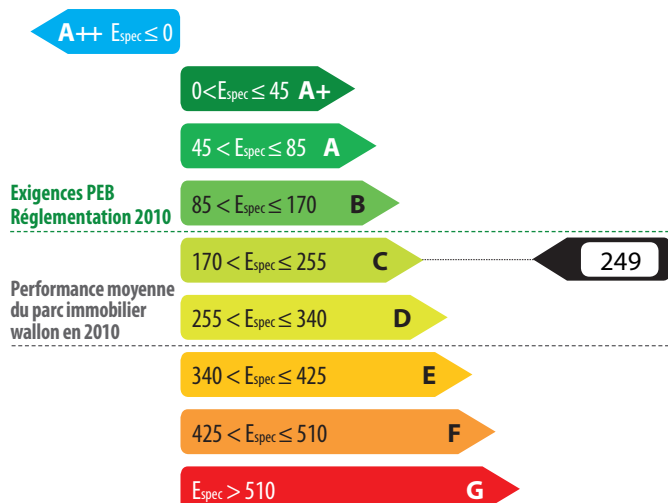 A++ Espec ≤ 0
0<Espec ≤ 45 A+
45 < Espec ≤ 85 A
Exigences PEB
Réglementation 2010
85 < Espec ≤ 170 B
170 < Espec ≤ 255 C
249
Performance moyenne
du parc immobilier
wallon en 2010
255 < Espec ≤ 340 D
340 < Espec ≤ 425 E
425 < Espec ≤ 510 F
Espec > 510 G